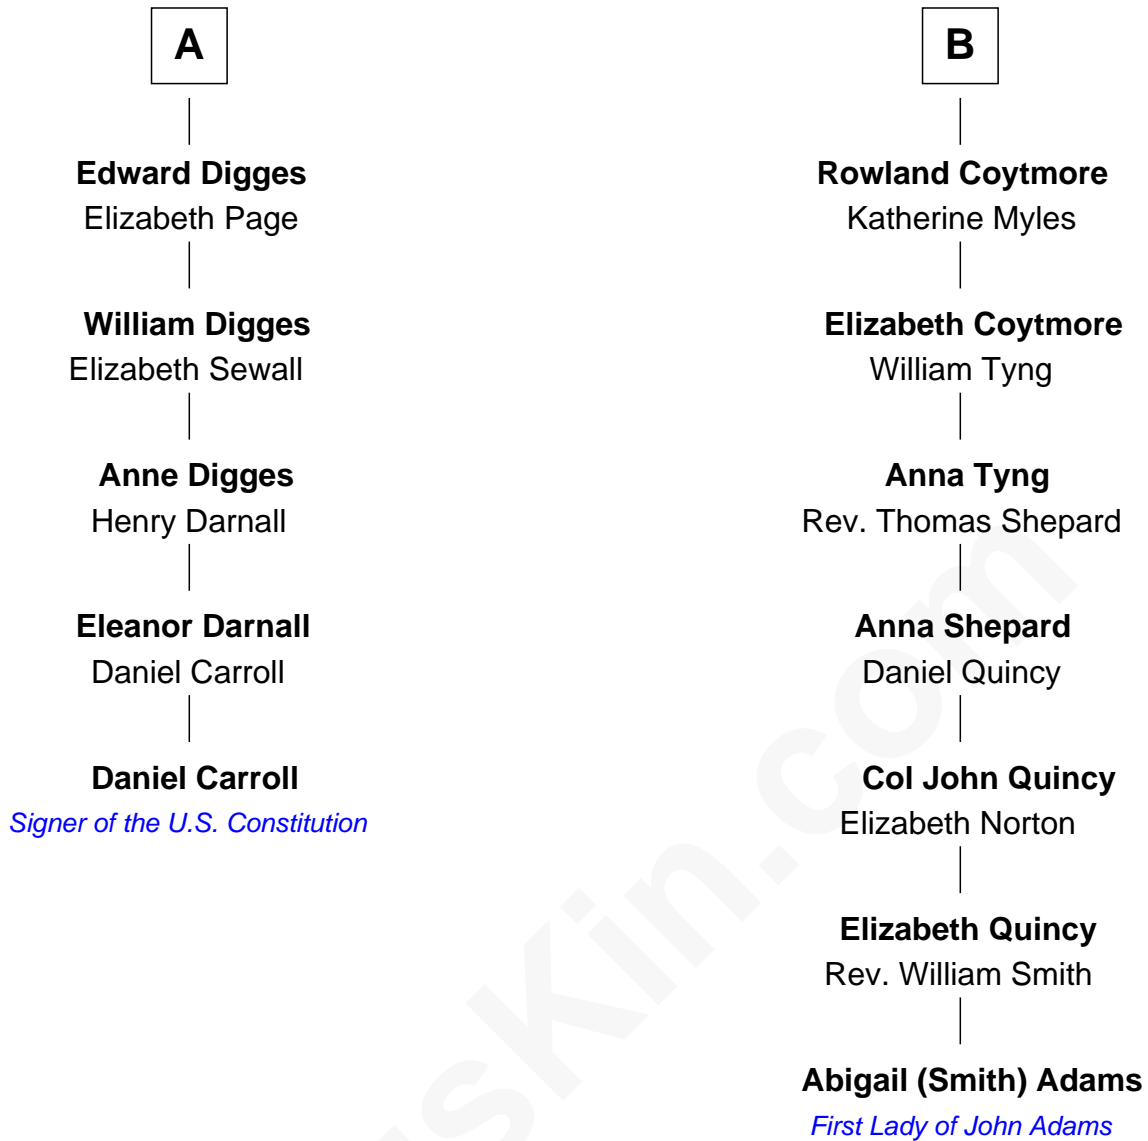 A
Edward Digges
Elizabeth Page
William Digges
Elizabeth Sewall
Anne Digges
Henry Darnall
Eleanor Darnall
Daniel Carroll
Daniel Carroll
Signer of the U.S. Constitution
B
Rowland Coytmore
Katherine Myles
Elizabeth Coytmore
William Tyng
Anna Tyng
Rev. Thomas Shepard
Anna Shepard
Daniel Quincy
Col John Quincy
Elizabeth Norton
Elizabeth Quincy
Rev. William Smith
Abigail (Smith) Adams
First Lady of John Adams